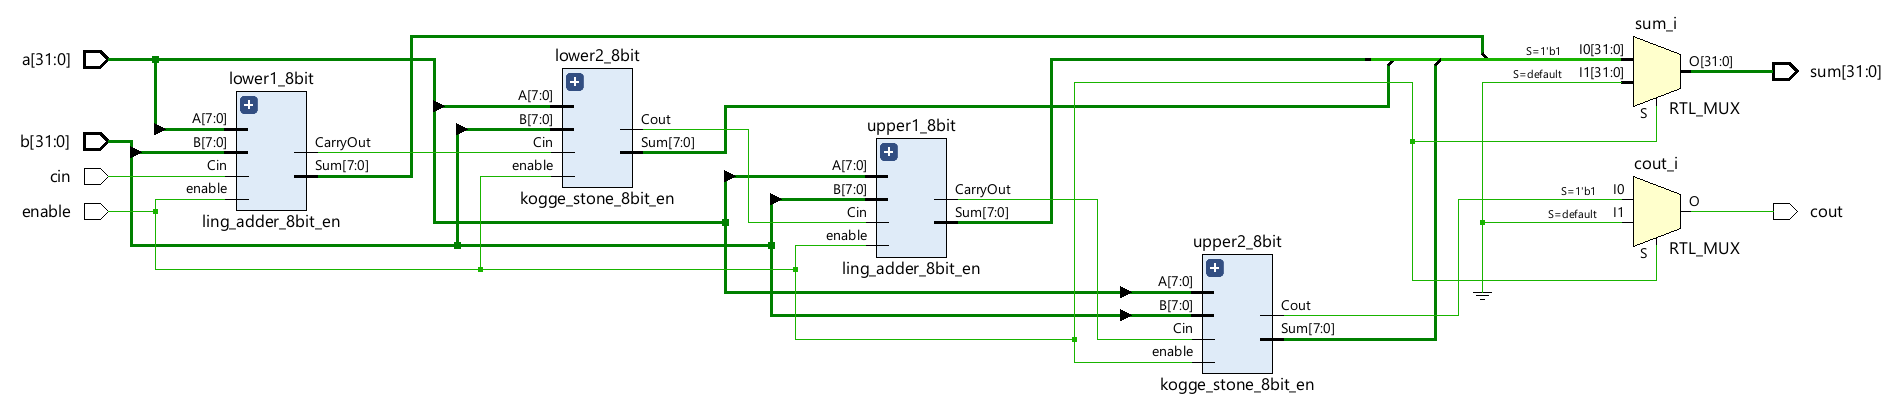 a[31:0]
b[31:0]
cin
enable
lower1_8bit
A[7:0]
B[7:0]
Cin
enable
CarryOut
Sum[7:0]
ling_adder_8bit_en
lower2_8bit
A[7:0]
B[7:0]
Cin
enable
Cout
Sum[7:0]
kogge_stone_8bit_en
upper1_8bit
A[7:0]
B[7:0]
Cin
enable
CarryOut
Sum[7:0]
ling_adder_8bit_en
upper2_8bit
A[7:0]
B[7:0]
Cin
enable
Cout
Sum[7:0]
kogge_stone_8bit_en
sum_i
S=1'b1 I0[31:0]
S=default I1[31:0]
S
O[31:0]
RTL_MUX
sum[31:0]
cout_i
S=1'b1 I0
S=default I1
S
O
RTL_MUX
cout